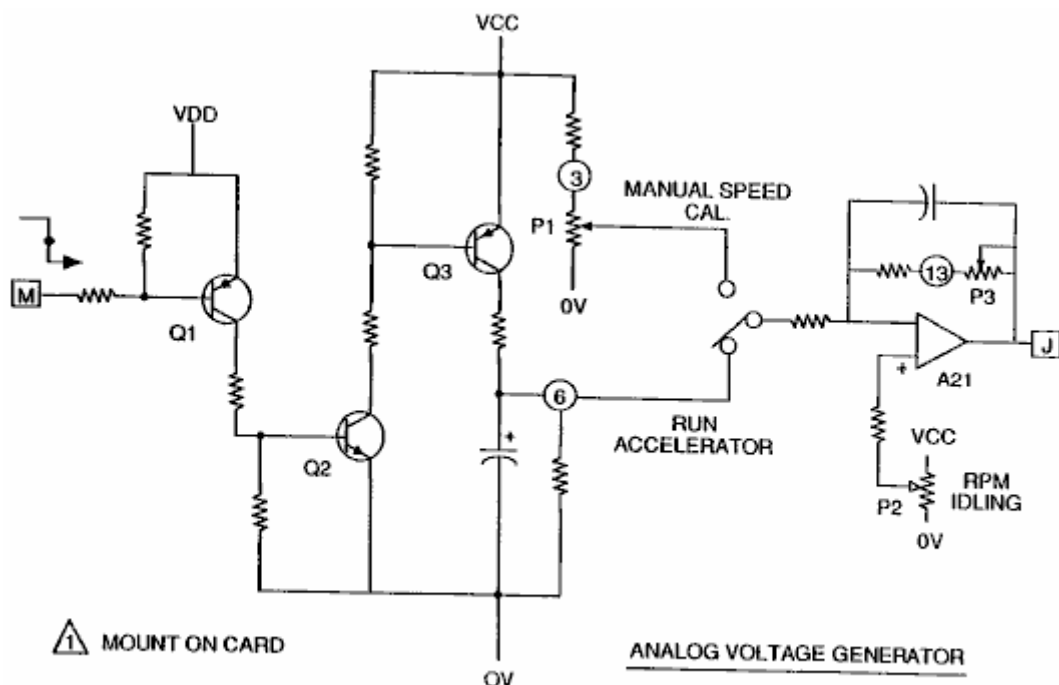 VCC
VDD
3
MANUAL SPEED
CAL.
P1
M
Q3
13
P3
0V
Q1
J
+
A21
6
Q2
+
RUN
ACCELERATOR
VCC
P2
RPM
IDLING
0V
1 MOUNT ON CARD
ANALOG VOLTAGE GENERATOR
OV